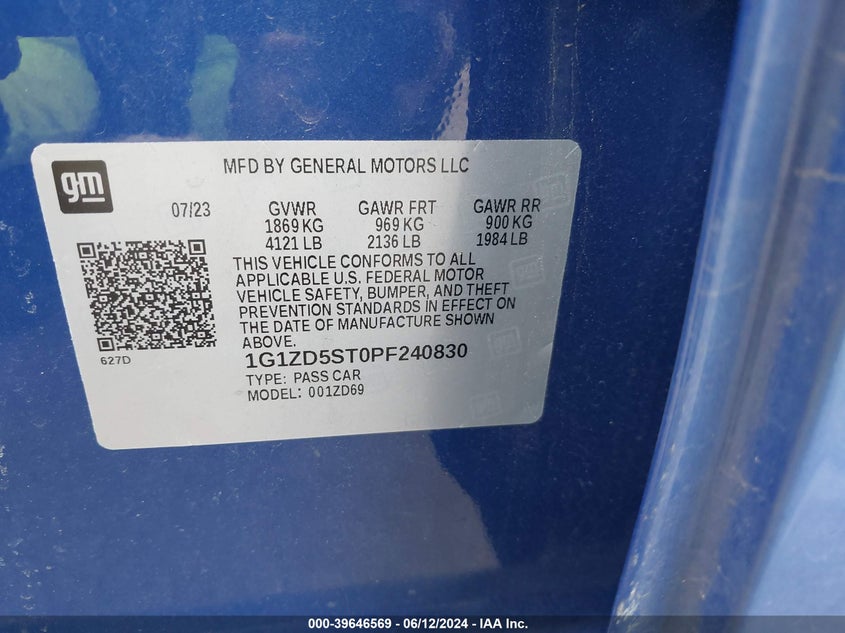 gm
MFD BY GENERAL MOTORS LLC
07/23 GVWR GAWR FRT GAWR RR
1869 KG 969 KG 900 KG
4121 LB 2136 LB 1984 LB
THIS VEHICLE CONFORMS TO ALL
APPLICABLE U.S. FEDERAL MOTOR
VEHICLE SAFETY, BUMPER, AND THEFT
PREVENTION STANDARDS IN EFFECT ON
THE DATE OF MANUFACTURE SHOWN
ABOVE.
627D
1G1ZD5ST0PF240830
TYPE: PASS CAR
MODEL: 001ZD69
000-39646569 - 06/12/2024 - IAA Inc.